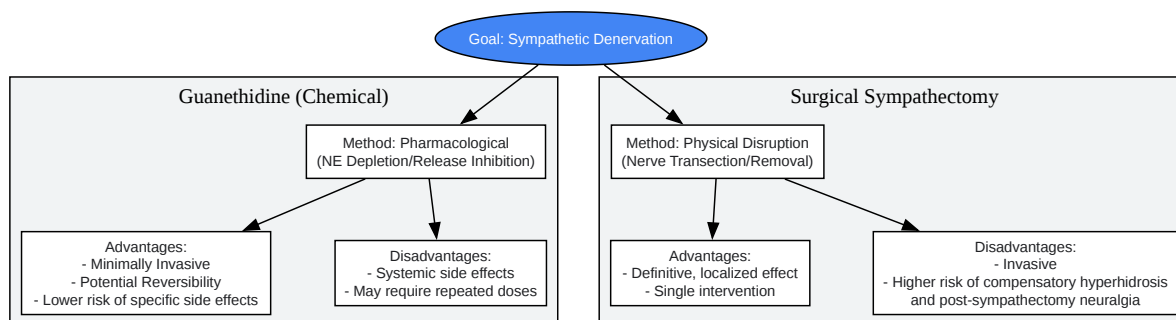 Goal: Sympathetic Denervation
Guanethidine (Chemical)
Method: Pharmacological
(NE Depletion/Release Inhibition)
Advantages:
- Minimally Invasive
- Potential Reversibility
- Lower risk of specific side effects
Disadvantages:
- Systemic side effects
- May require repeated doses
Surgical Sympathectomy
Method: Physical Disruption
(Nerve Transection/Removal)
Advantages:
- Definitive, localized effect
- Single intervention
Disadvantages:
- Invasive
- Higher risk of compensatory hyperhidrosis
and post-sympathectomy neuralgia